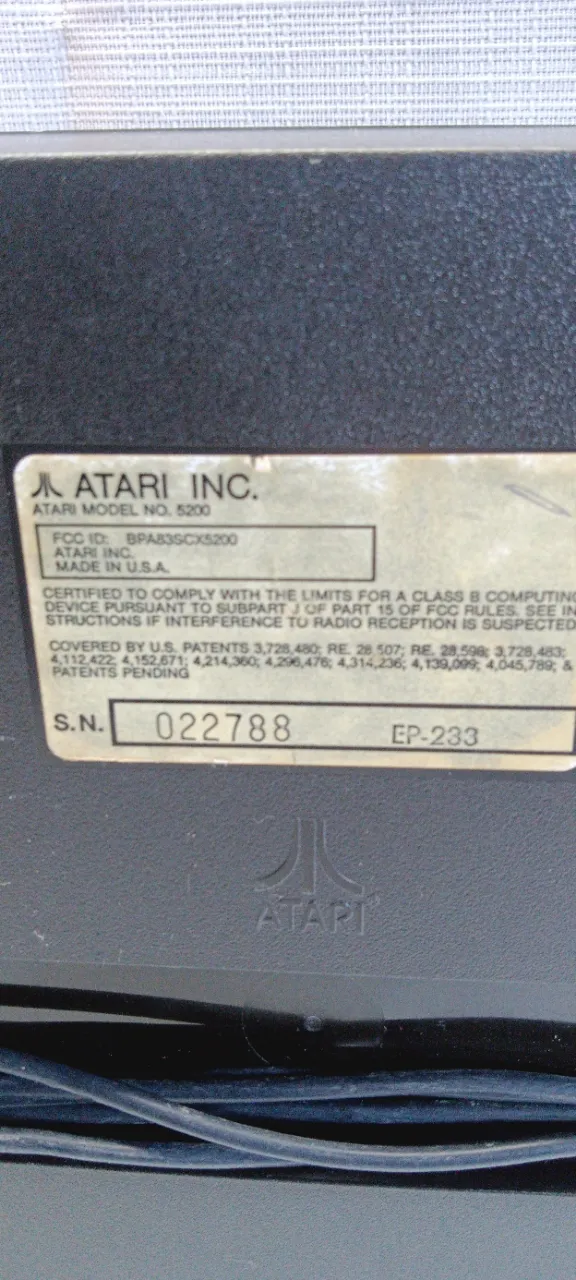 ATARI INC.
ATARI MODEL NO. 5200
FCC ID: BPA83SCX5200
ATARI INC.
MADE IN U.S.A.
CERTIFIED TO COMPLY WITH THE LIMITS FOR A CLASS B COMPUTING
DEVICE PURSUANT TO SUBPART J OF PART 15 OF FCC RULES. SEE IN
STRUCTIONS IF INTERFERENCE TO RADIO RECEPTION IS SUSPECTED
COVERED BY U.S. PATENTS 3,728,480; RE. 28,507; RE. 28,598; 3,728,483;
4,112,422; 4,152,671; 4,214,360; 4,296,476; 4,314,236; 4,139,099; 4,045,789; &
PATENTS PENDING
S.N. 022788 EP-233
ATARI